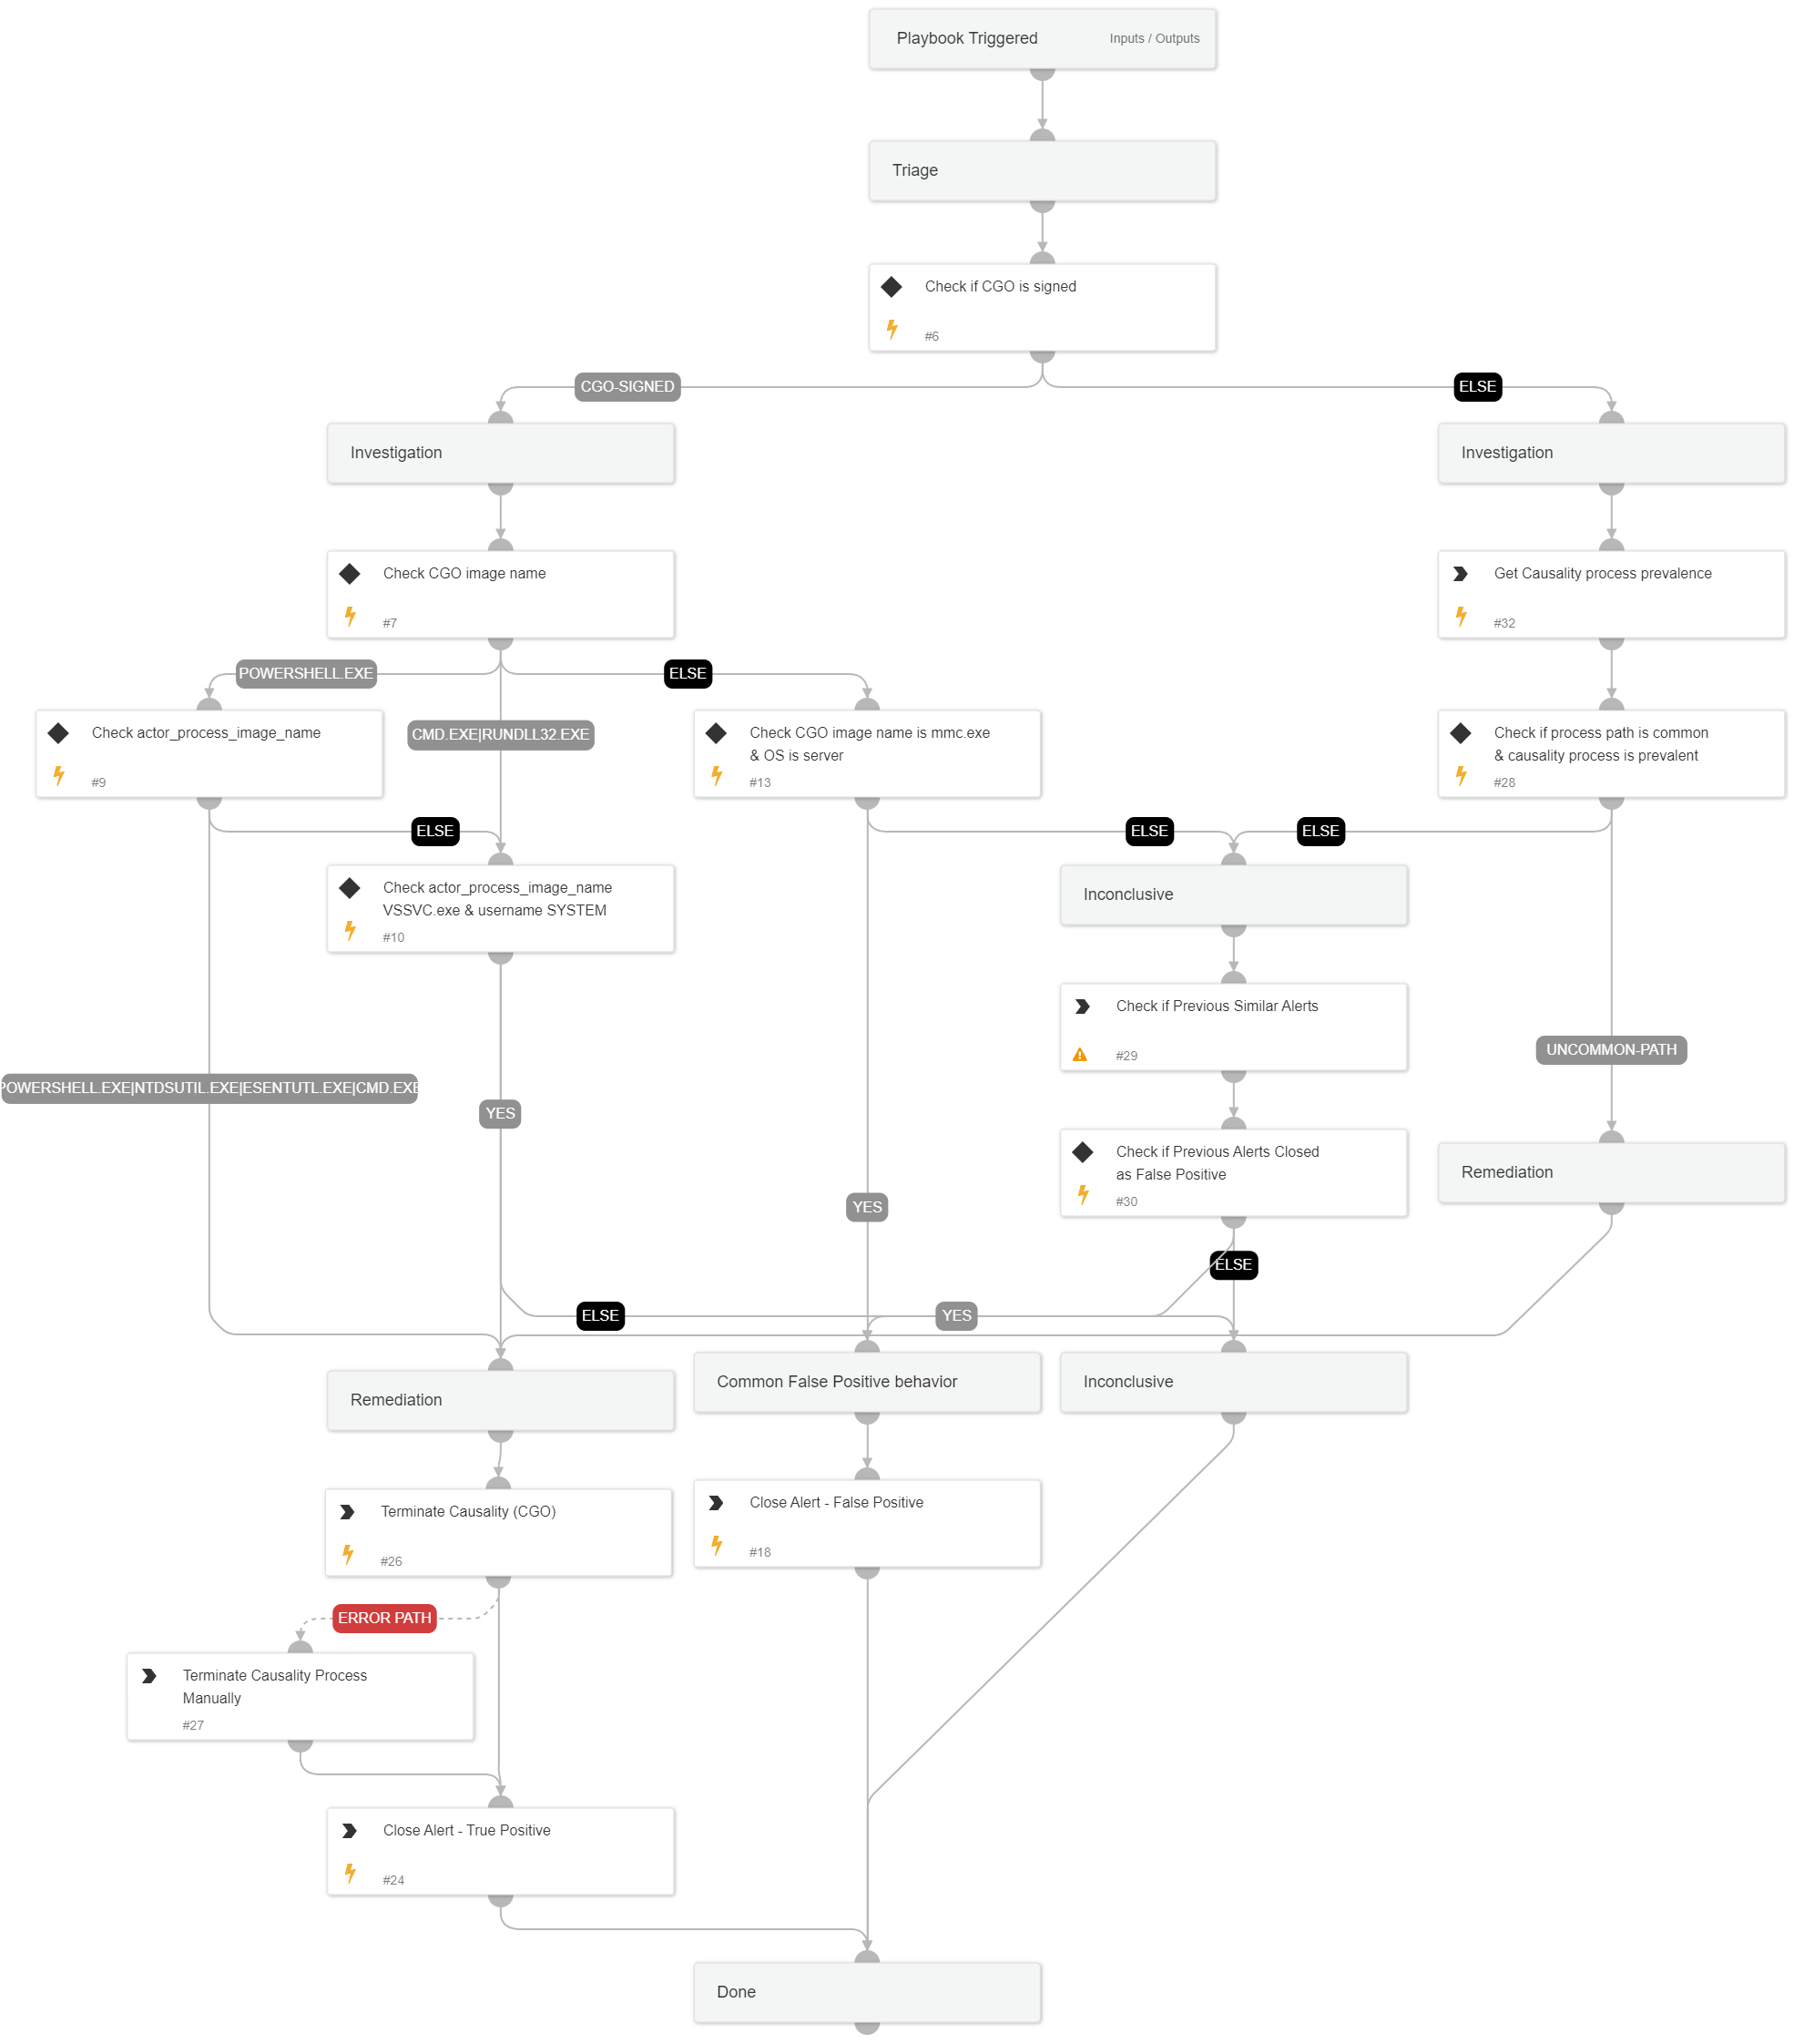 Playbook Triggered
Inputs / Outputs
Triage
Check if CGO is signed
#6
CGO-SIGNED
ELSE
Investigation
Investigation
Check CGO image name
#7
Get Causality process prevalence
#32
POWERSHELL.EXE
ELSE
CMD.EXE|RUNDLL32.EXE
Check actor_process_image_name
#9
Check CGO image name is mmc.exe
& OS is server
#13
Check if process path is common
& causality process is prevalent
#28
ELSE
ELSE
ELSE
Check actor_process_image_name
VSSVC.exe & username SYSTEM
#10
Inconclusive
Check if Previous Similar Alerts
#29
UNCOMMON-PATH
POWERSHELL.EXE|NTDSUTIL.EXE|ESENTUTL.EXE|CMD.EXE
YES
Check if Previous Alerts Closed
as False Positive
#30
Remediation
YES
ELSE
ELSE
YES
Remediation
Common False Positive behavior
Inconclusive
Terminate Causality (CGO)
#26
Close Alert - False Positive
#18
ERROR PATH
Terminate Causality Process
Manually
#27
Close Alert - True Positive
#24
Done